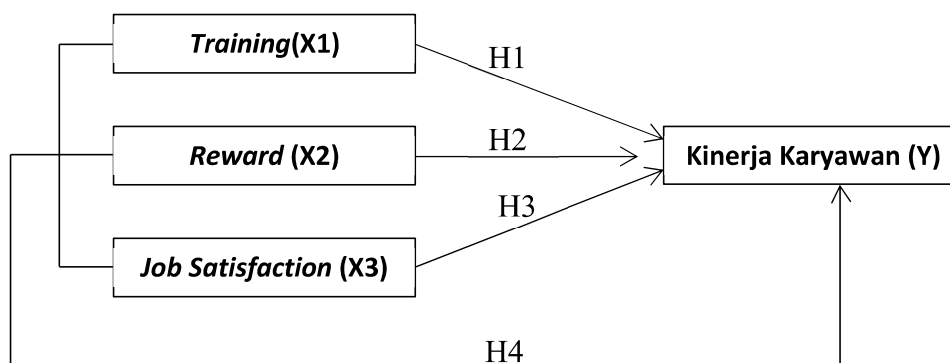 Training(X1)
H1
Reward (X2)
H2
Kinerja Karyawan (Y)
H3
Job Satisfaction (X3)
H4